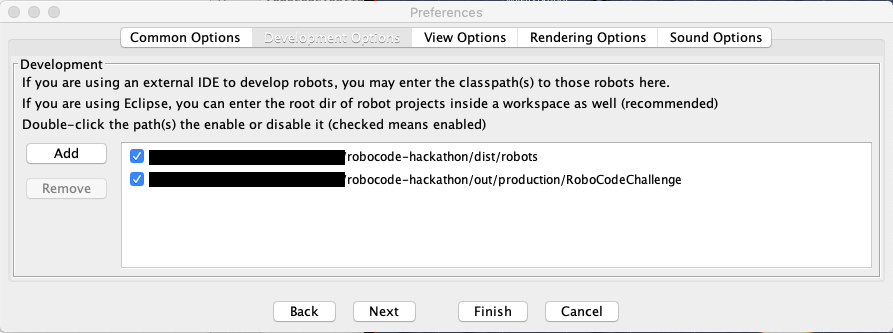 Preferences
Common Options Development Options View Options Rendering Options Sound Options
Development
If you are using an external IDE to develop robots, you may enter the classpath(s) to those robots here.
If you are using Eclipse, you can enter the root dir of robot projects inside a workspace as well (recommended)
Double-click the path(s) the enable or disable it (checked means enabled)
Add
/robocode-hackathon/dist/robots
Remove
/robocode-hackathon/out/production/RoboCodeChallenge
Back Next Finish Cancel